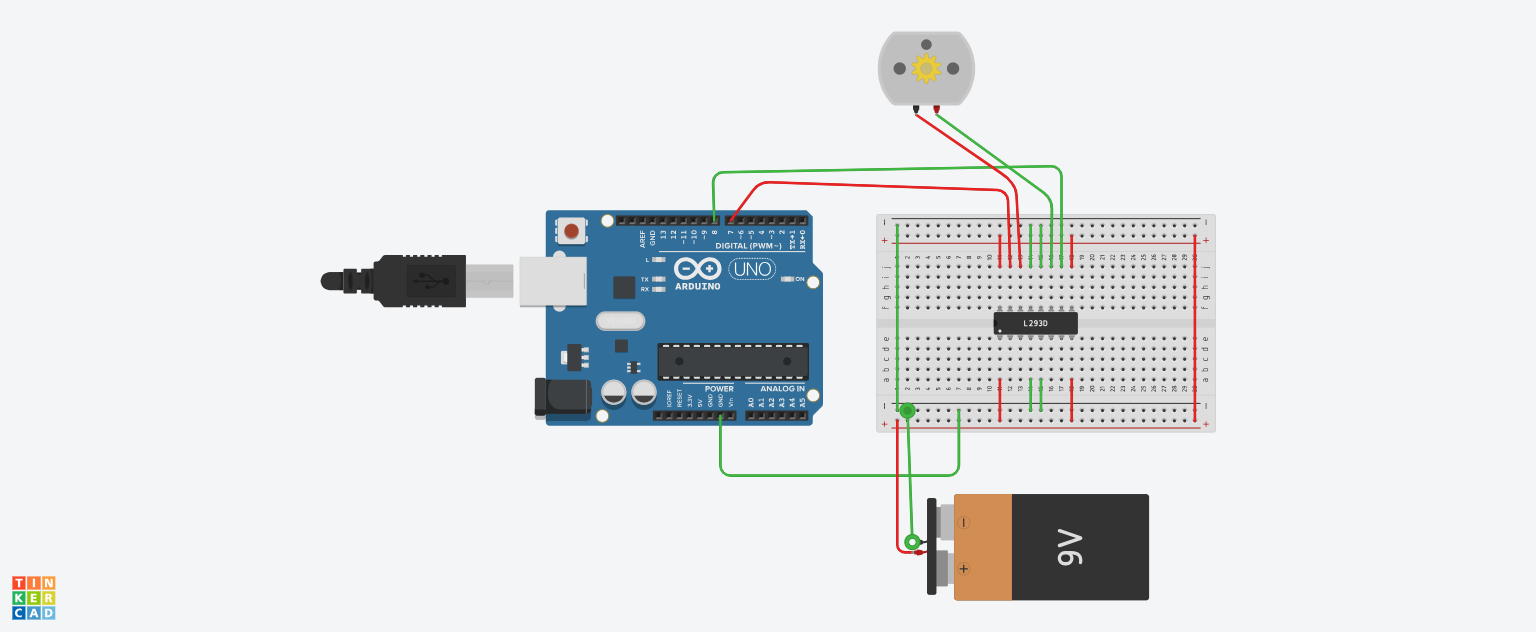 AREF
GND
13
12
~11
~10
~9
8
7
~6
~5
4
~3
2
TX→1
RX←0
DIGITAL (PWM~)
L
TX
RX
ARDUINO
UNO
ON
POWER
ANALOG IN
IOREF
RESET
3.3V
5V
GND
GND
Vin
A0
A1
A2
A3
A4
A5
L293D
j
i
h
g
f
e
d
c
b
a
9V
TIN
KER
CAD